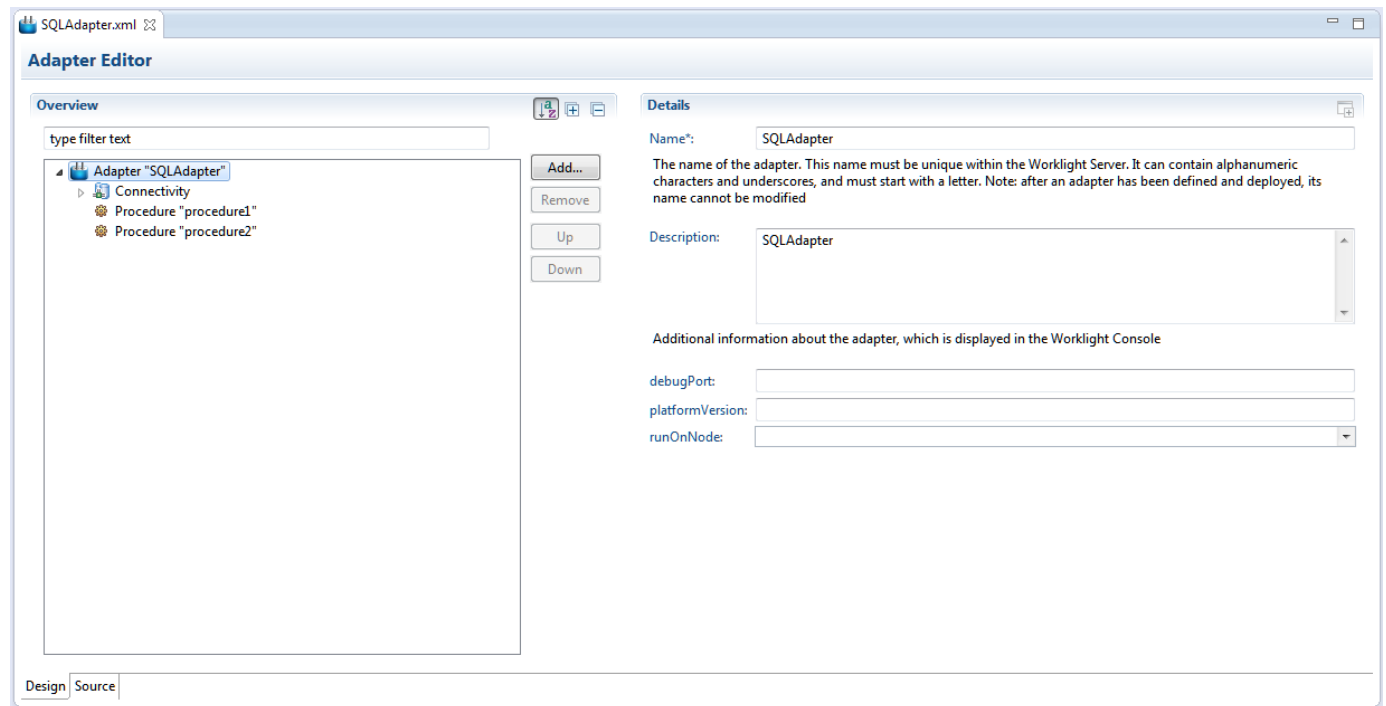 SQLAdapter.xml
Adapter Editor
Overview
type filter text
Adapter "SQLAdapter"
Connectivity
Procedure "procedure1"
Procedure "procedure2"
Add...
Remove
Up
Down
Details
Name*: SQLAdapter
The name of the adapter. This name must be unique within the Worklight Server. It can contain alphanumeric
characters and underscores, and must start with a letter. Note: after an adapter has been defined and deployed, its
name cannot be modified
Description: SQLAdapter
Additional information about the adapter, which is displayed in the Worklight Console
debugPort:
platformVersion:
runOnNode:
Design Source